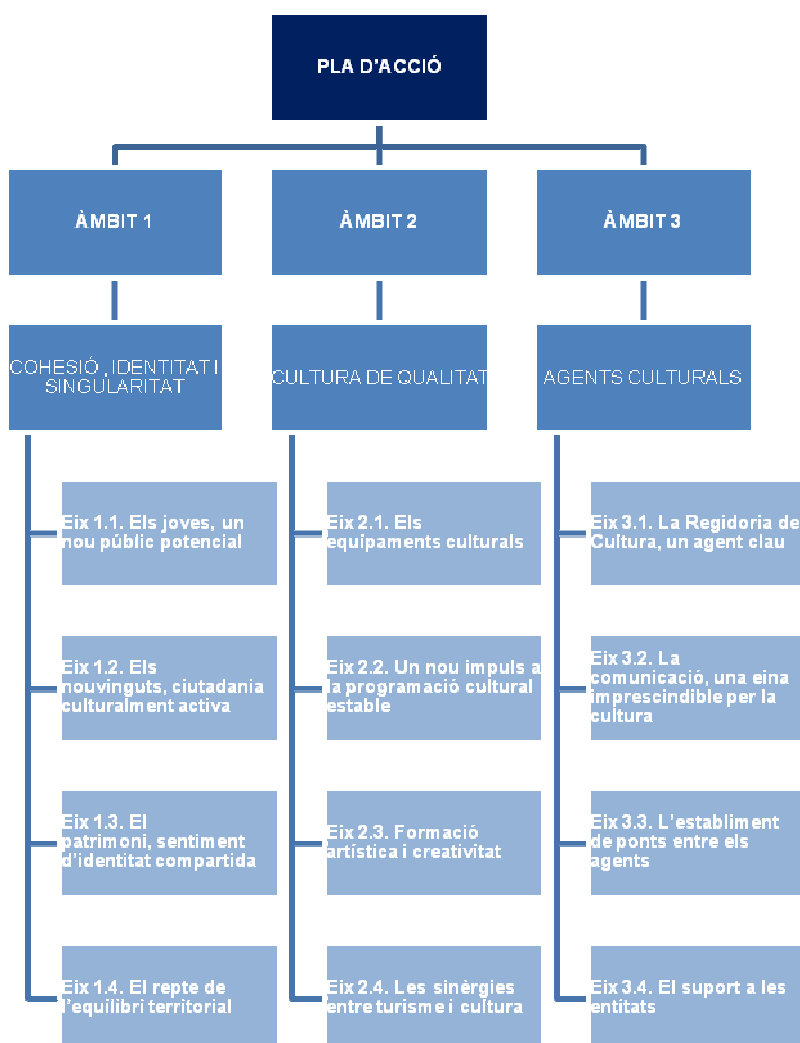 PLA D'ACCIÓ
ÀMBIT 1
ÀMBIT 2
ÀMBIT 3
COHESIÓ , IDENTITAT I
SINGULARITAT
CULTURA DE QUALITAT
AGENTS CULTURALS
Eix 1.1. Els joves, un
nou públic potencial
Eix 1.2. Els
nouvinguts, ciutadania
culturalment activa
Eix 1.3. El
patrimoni, sentiment
d'identitat compartida
Eix 1.4. El repte de
l'equilibri territorial
Eix 2.1. Els
equipaments culturals
Eix 2.2. Un nou impuls a
la programació cultural
estable
Eix 2.3. Formació
artística i creativitat
Eix 2.4. Les sinèrgies
entre turisme i cultura
Eix 3.1. La Regidoria de
Cultura, un agent clau
Eix 3.2. La
comunicació, una eina
imprescindible per la
cultura
Eix 3.3. L'establiment
de ponts entre els
agents
Eix 3.4. El suport a les
entitats